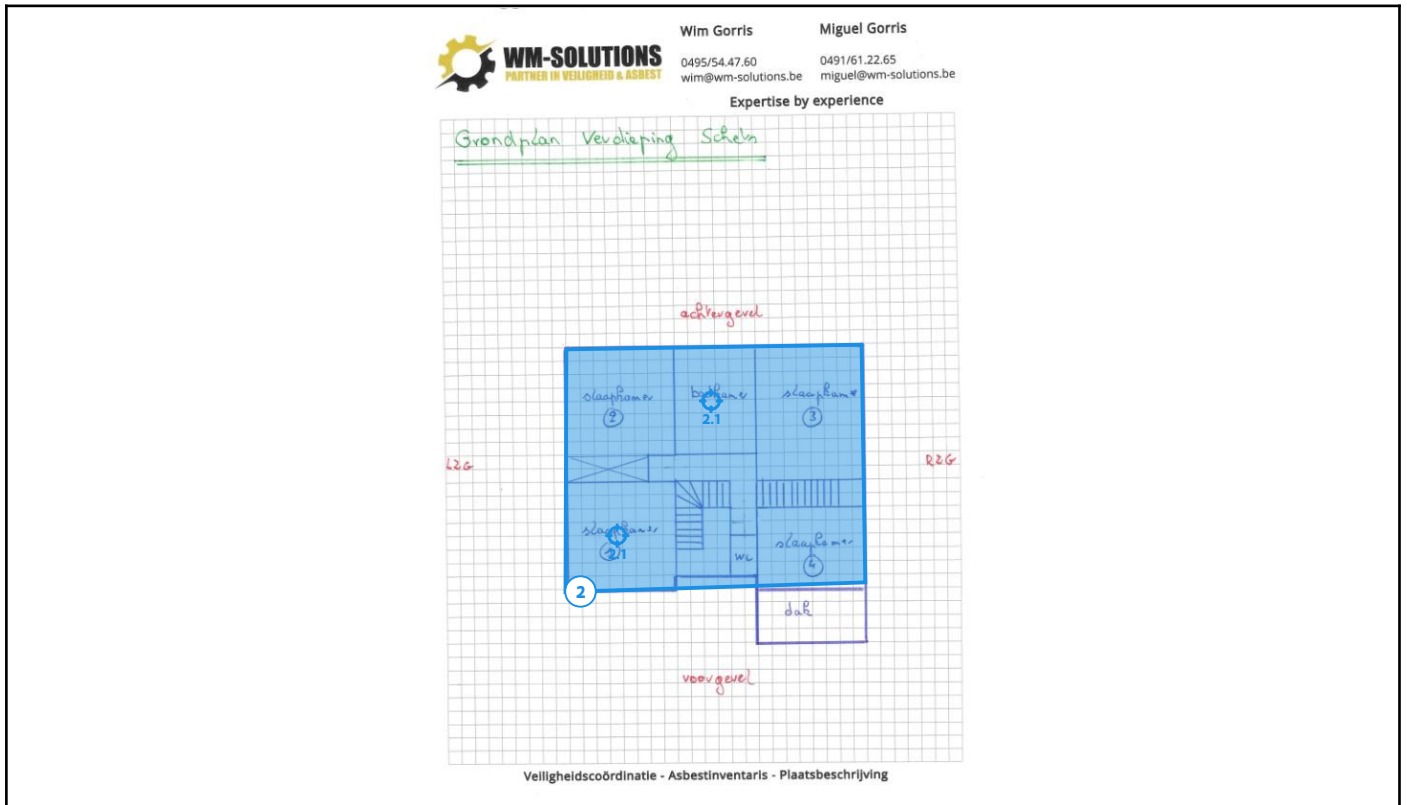 Wim Gorris
Miguel Gorris
WM-SOLUTIONS
PARTNER IN VEILIGHEID & ASBEST
0495/54.47.60
0491/61.22.65
wim@wm-solutions.be
miguel@wm-solutions.be
Expertise by experience
Grondplan Verdieping Schets
achtergevel
slaapkamer
badkamer
slaapkamer
2
2.1
3
LZG
RZG
slaapkamer
slaapkamer
2.1
WC
4
2
dak
voorgevel
Veiligheidscoördinatie - Asbestinventaris - Plaatsbeschrijving